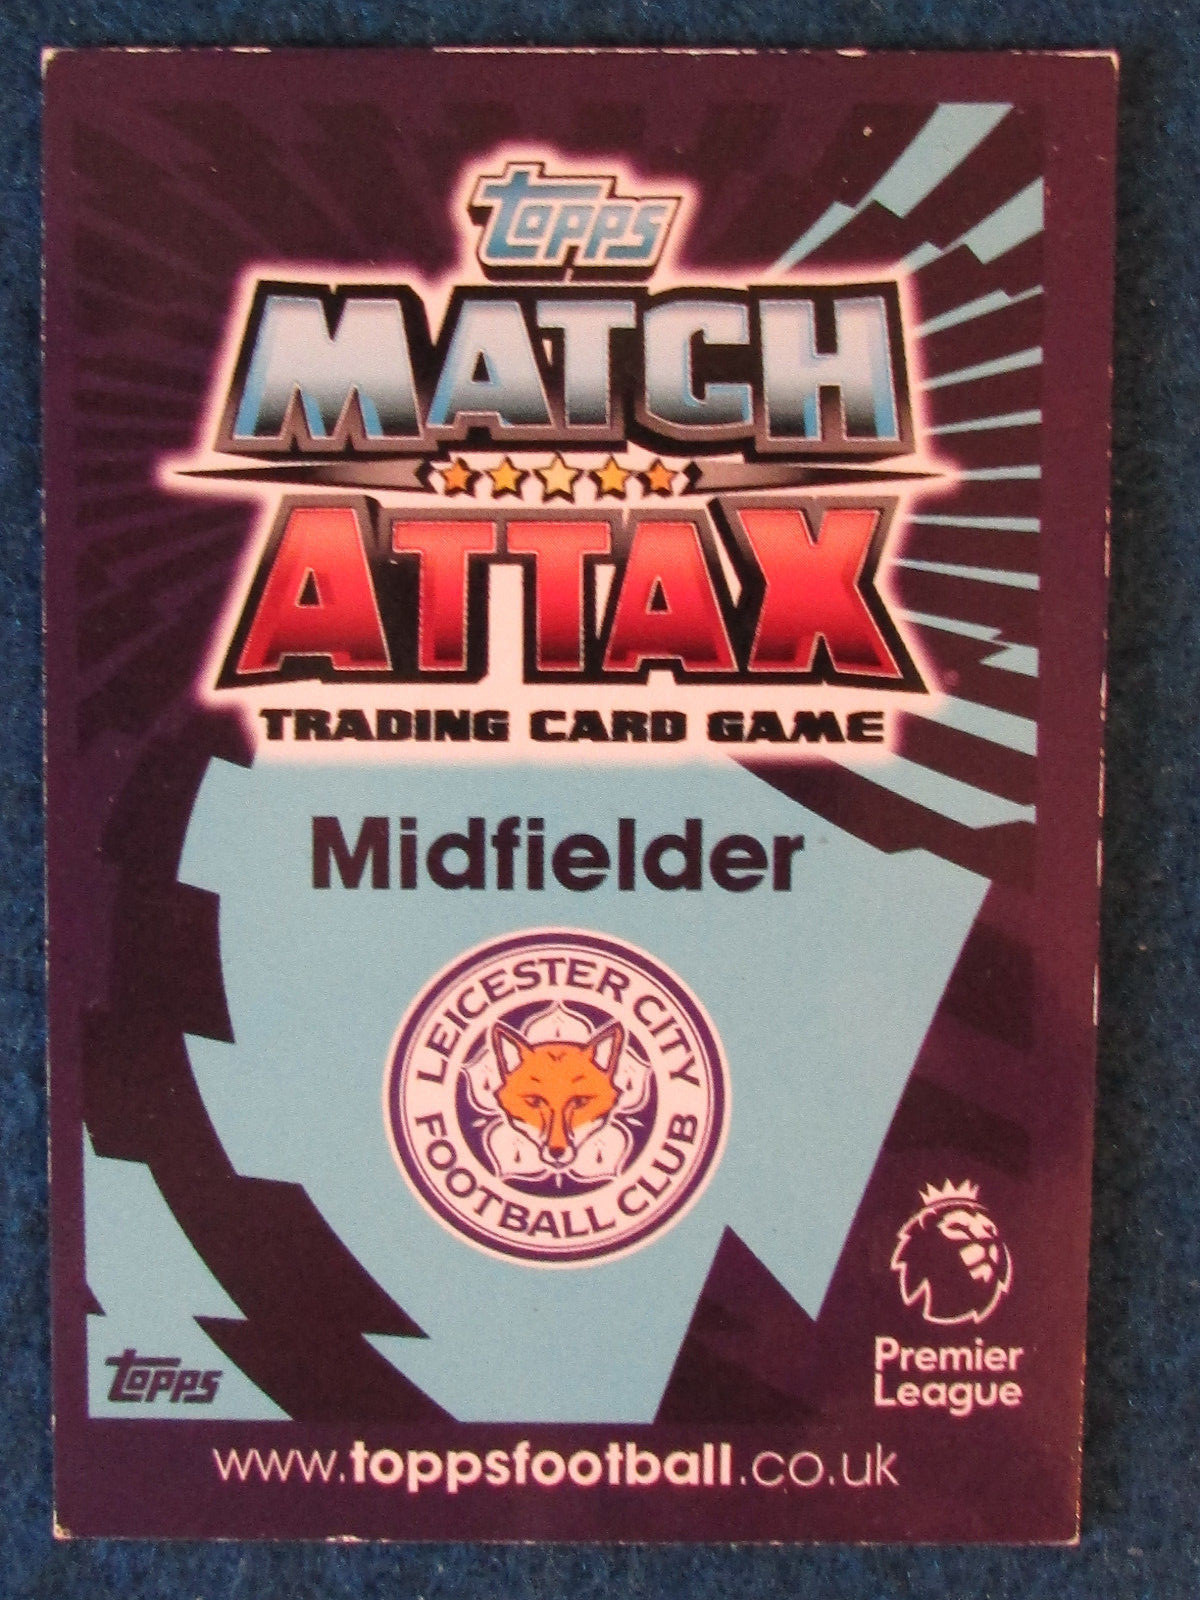 topps
MATCH
ATTAX
TRADING CARD GAME
Midfielder
LEICESTER CITY
FOOTBALL CLUB
Premier
League
topps
www.toppsfootball.co.uk